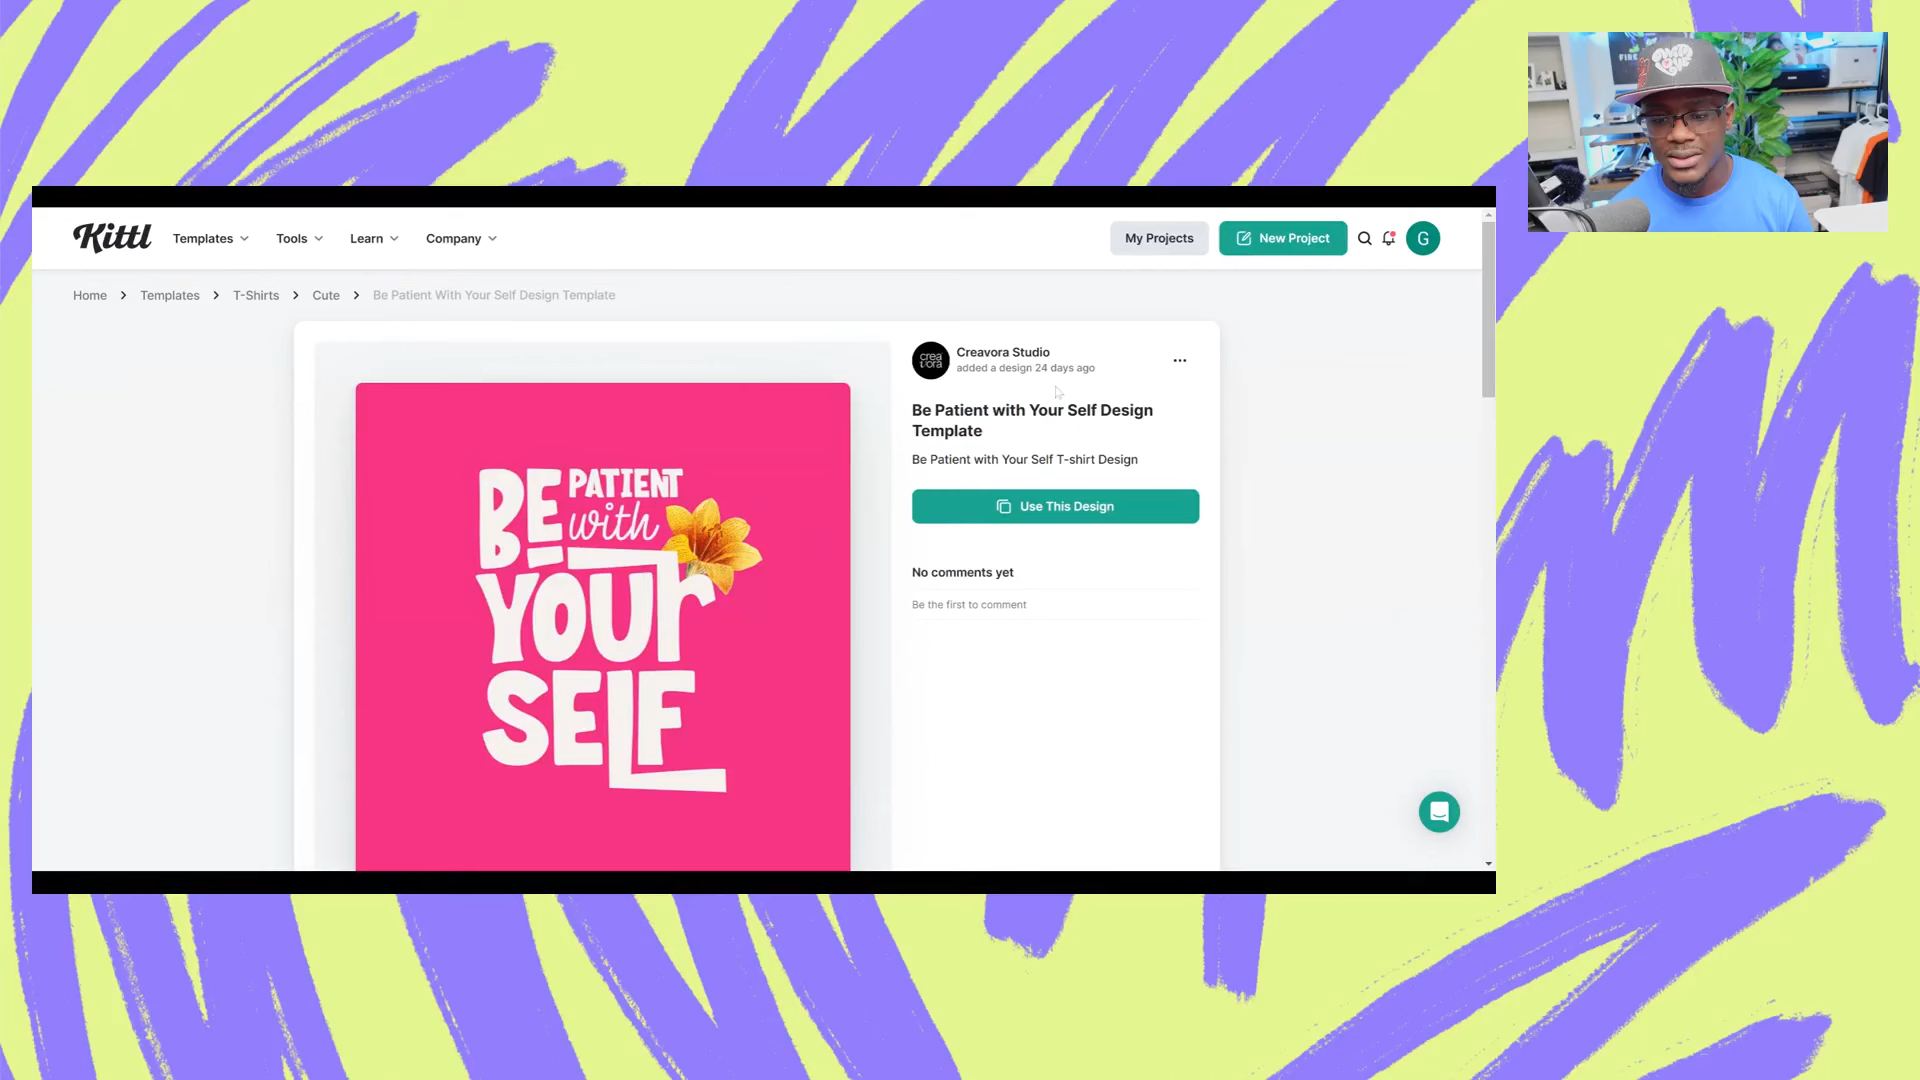 Kittl
Templates
Tools
Learn
Company
My Projects
New Project
G
Home > Templates > T-Shirts > Cute > Be Patient With Your Self Design Template
crea
vora
Creavora Studio
added a design 24 days ago
Be Patient with Your Self Design
Template
Be Patient with Your Self T-shirt Design
Use This Design
No comments yet
Be the first to comment
BE PATIENT
with
YOUr
SELF